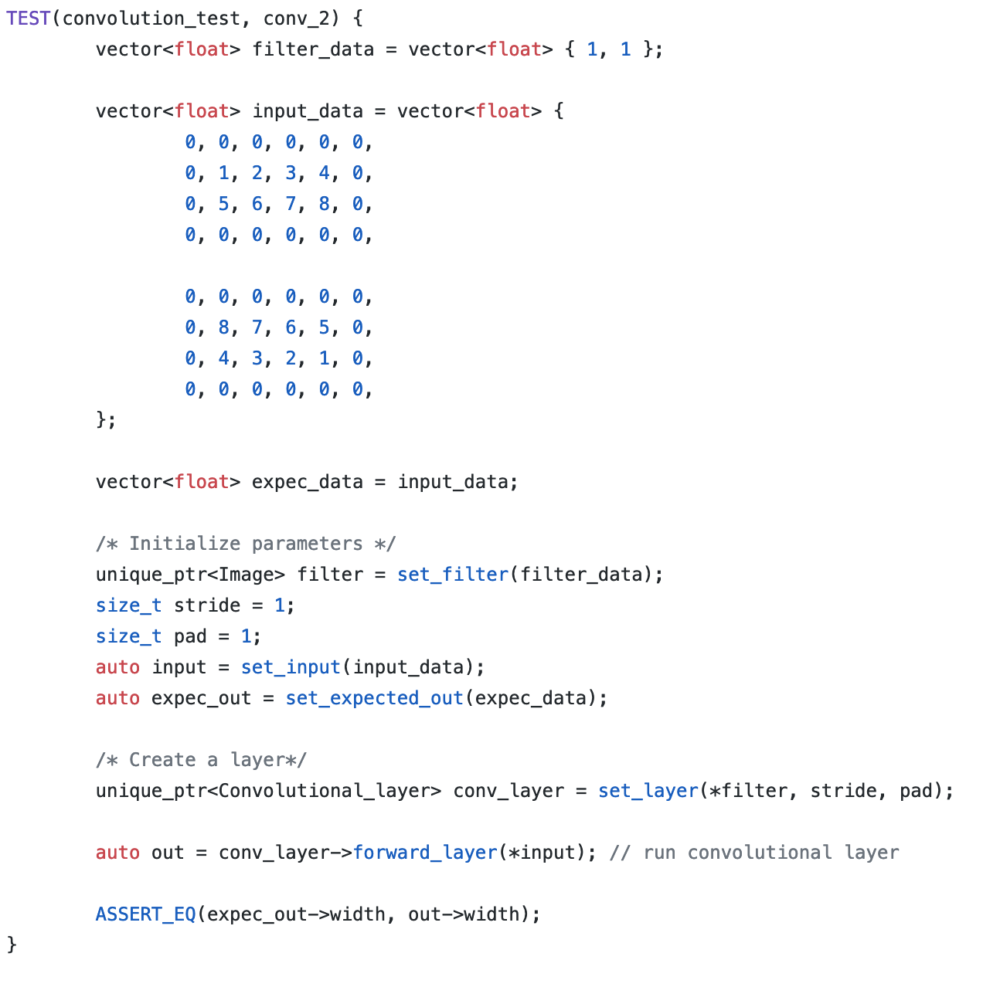 TEST(convolution_test, conv_2) {
        vector<float> filter_data = vector<float> { 1, 1 };

        vector<float> input_data = vector<float> {
                0, 0, 0, 0, 0, 0,
                0, 1, 2, 3, 4, 0,
                0, 5, 6, 7, 8, 0,
                0, 0, 0, 0, 0, 0,

                0, 0, 0, 0, 0, 0,
                0, 8, 7, 6, 5, 0,
                0, 4, 3, 2, 1, 0,
                0, 0, 0, 0, 0, 0,
        };

        vector<float> expec_data = input_data;

        /* Initialize parameters */
        unique_ptr<Image> filter = set_filter(filter_data);
        size_t stride = 1;
        size_t pad = 1;
        auto input = set_input(input_data);
        auto expec_out = set_expected_out(expec_data);

        /* Create a layer*/
        unique_ptr<Convolutional_layer> conv_layer = set_layer(*filter, stride, pad);

        auto out = conv_layer->forward_layer(*input); // run convolutional layer

        ASSERT_EQ(expec_out->width, out->width);
}